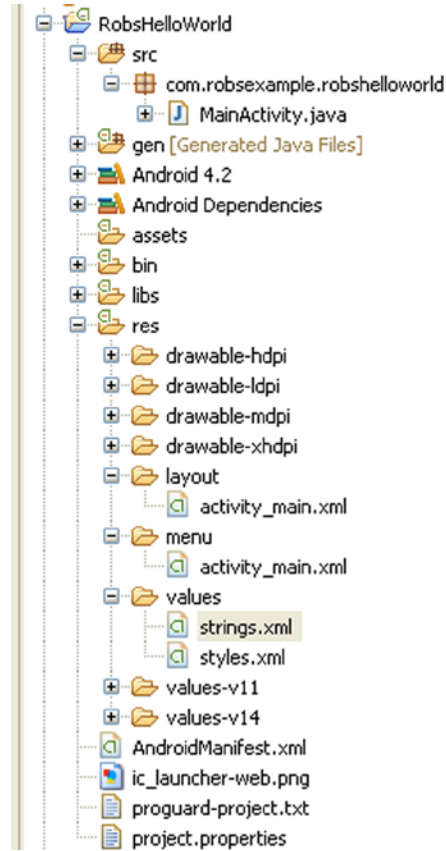 RobsHelloWorld
src
com.robsexample.robshelloworld
MainActivity.java
gen [Generated Java Files]
Android 4.2
Android Dependencies
assets
bin
libs
res
drawable-hdpi
drawable-ldpi
drawable-mdpi
drawable-xhdpi
layout
activity_main.xml
menu
activity_main.xml
values
strings.xml
styles.xml
values-v11
values-v14
AndroidManifest.xml
ic_launcher-web.png
proguard-project.txt
project.properties